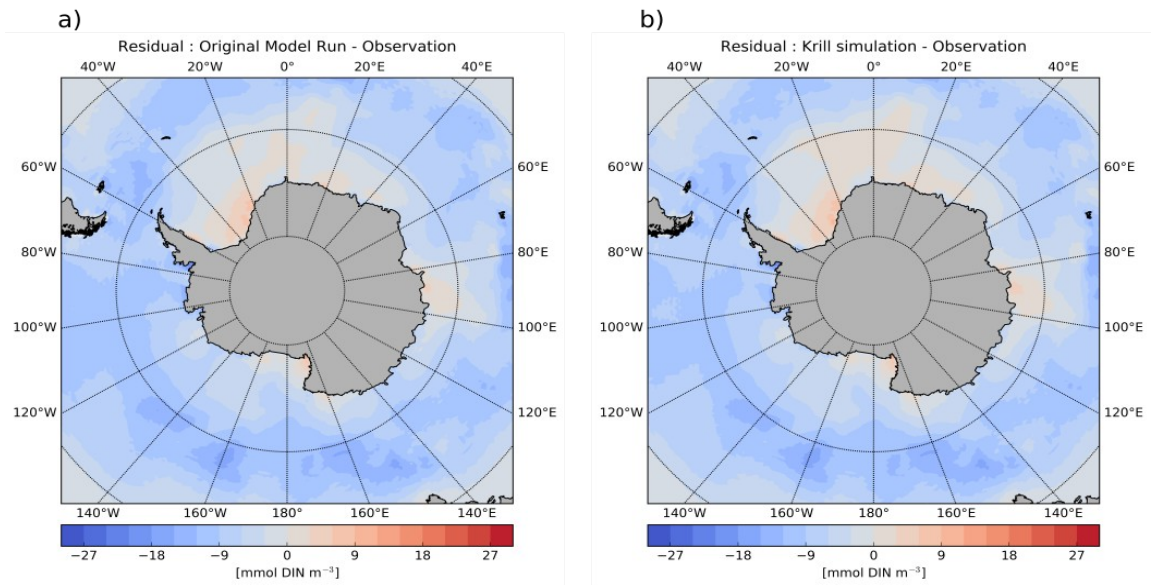 a)
Residual : Original Model Run - Observation
40°W 20°W 0° 20°E 40°E
60°W 60°E
80°W 80°E
100°W 100°E
120°W 120°E
140°W 160°W 180°W 160°E 140°E
−27 −18 −9 0 9 18 27
[mmol DIN m⁻³]
b)
Residual : Krill simulation - Observation
40°W 20°W 0° 20°E 40°E
60°W 60°E
80°W 80°E
100°W 100°E
120°W 120°E
140°W 160°W 180°W 160°E 140°E
−27 −18 −9 0 9 18 27
[mmol DIN m⁻³]